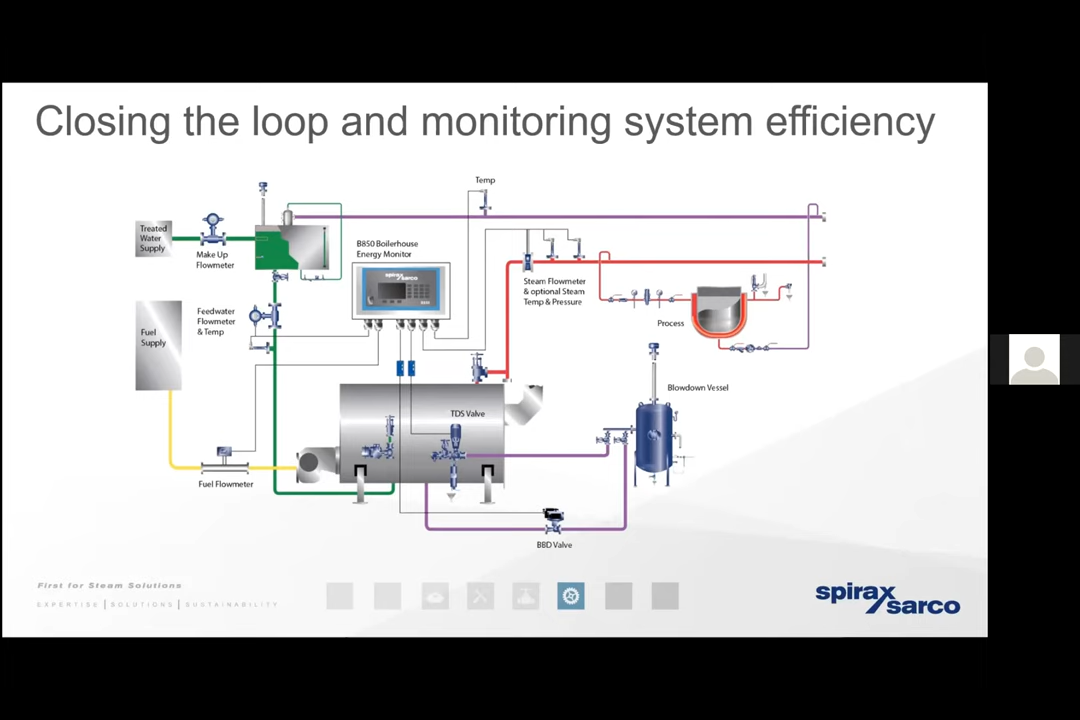 Closing the loop and monitoring system efficiency
Temp
Treated
Water
Supply
Make Up
Flowmeter
B850 Boilerhouse
Energy Monitor
spirax
sarco
Steam Flowmeter
& optional Steam
Temp & Pressure
Feedwater
Flowmeter
& Temp
Fuel
Supply
Process
Blowdown Vessel
TDS Valve
Fuel Flowmeter
BBD Valve
First for Steam Solutions
EXPERTISE | SOLUTIONS | SUSTAINABILITY
spirax
sarco